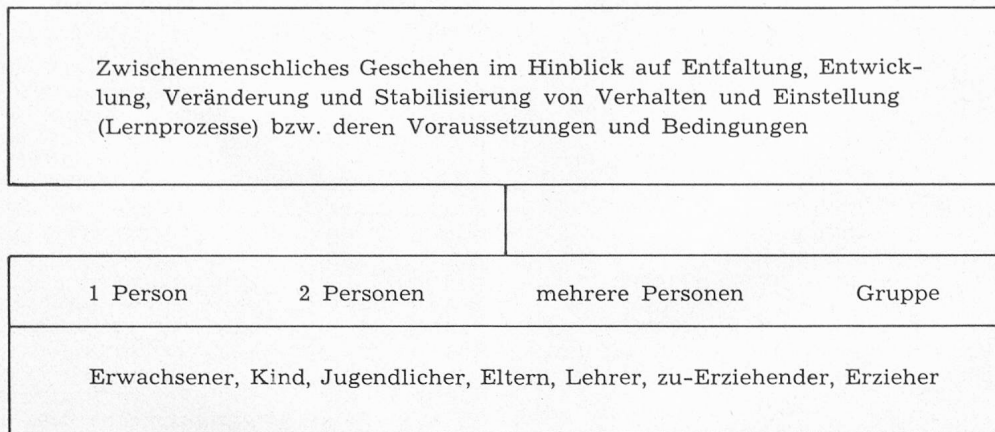 Zwischenmenschliches Geschehen im Hinblick auf Entfaltung, Entwick-
lung, Veränderung und Stabilisierung von Verhalten und Einstellung
(Lernprozesse) bzw. deren Voraussetzungen und Bedingungen
1 Person 2 Personen mehrere Personen Gruppe
Erwachsener, Kind, Jugendlicher, Eltern, Lehrer, zu-Erziehender, Erzieher